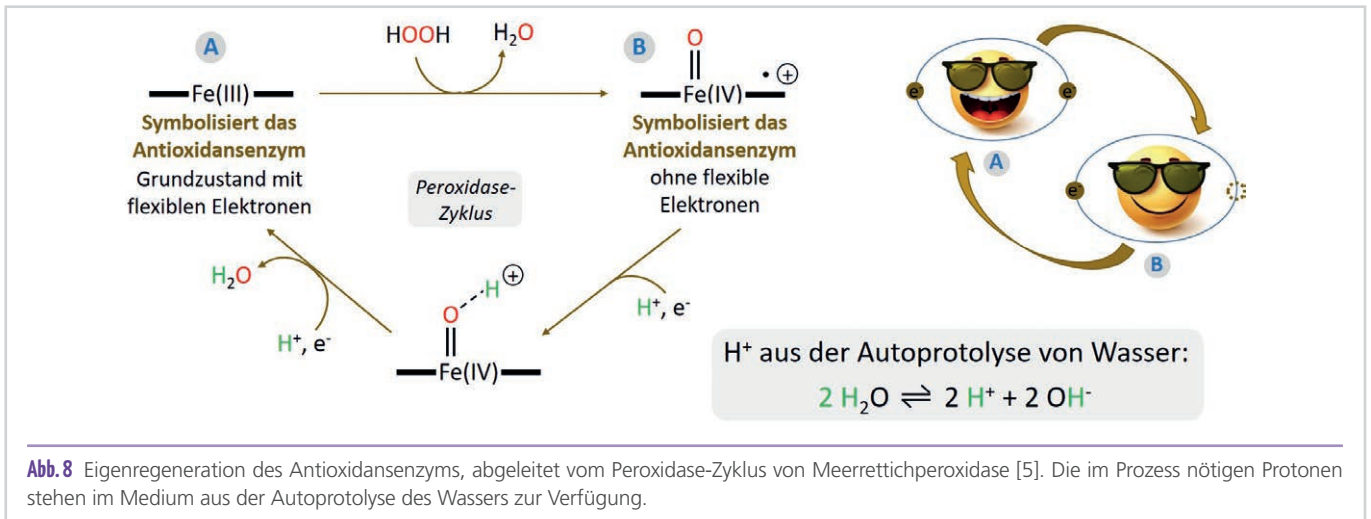 A
HOOH
H₂O
B
O
Fe(III)
Fe(IV)
• ⊕
Symbolisiert das
Antioxidansenzym
Grundzustand mit
flexiblen Elektronen
Symbolisiert das
Antioxidansenzym
ohne flexible
Elektronen
Peroxidase-
Zyklus
H₂O
H⁺, e⁻
O
H
⊕
Fe(IV)
H⁺, e⁻
e⁻
e⁻
A
e⁻
B
H⁺ aus der Autoprotolyse von Wasser:
2 H₂O ⇌ 2 H⁺ + 2 OH⁻
Abb. 8 Eigenregeneration des Antioxidansenzyms, abgeleitet vom Peroxidase-Zyklus von Meerrettichperoxidase [5]. Die im Prozess nötigen Protonen
stehen im Medium aus der Autoprotolyse des Wassers zur Verfügung.